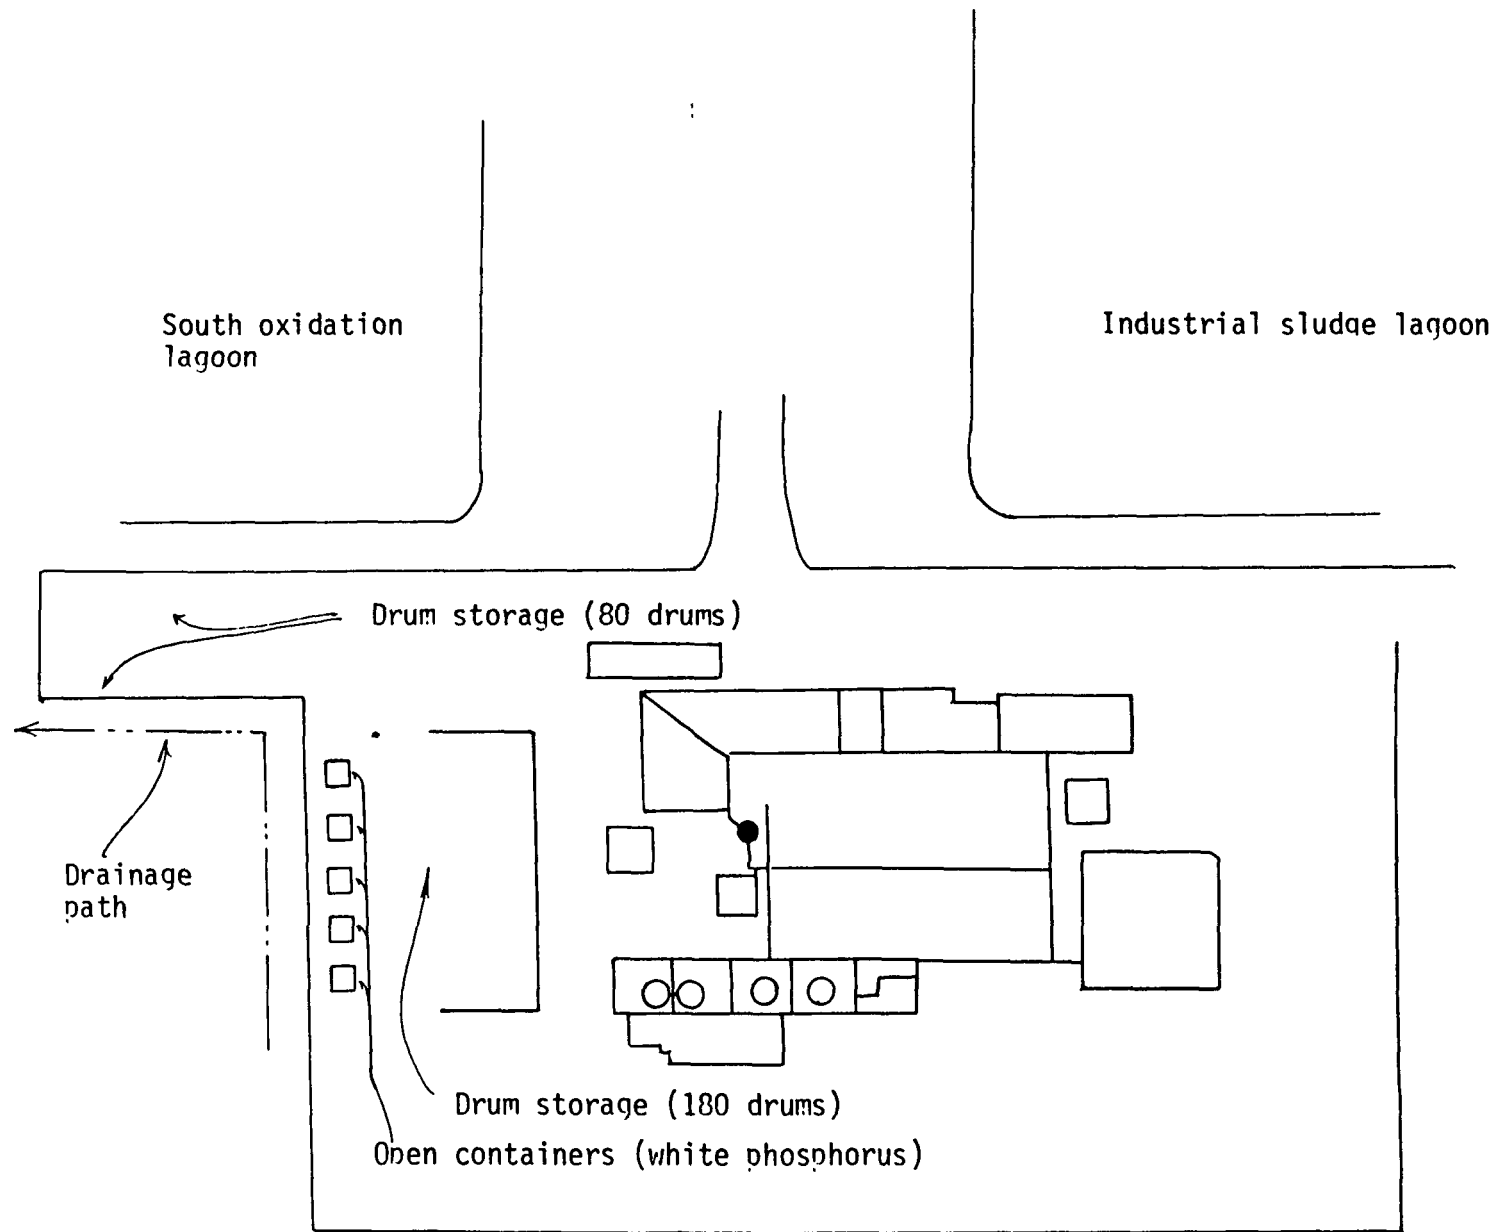 South oxidation
lagoon
Industrial sludge lagoon
Drum storage (80 drums)
Drainage
path
Drum storage (180 drums)
Open containers (white phosphorus)